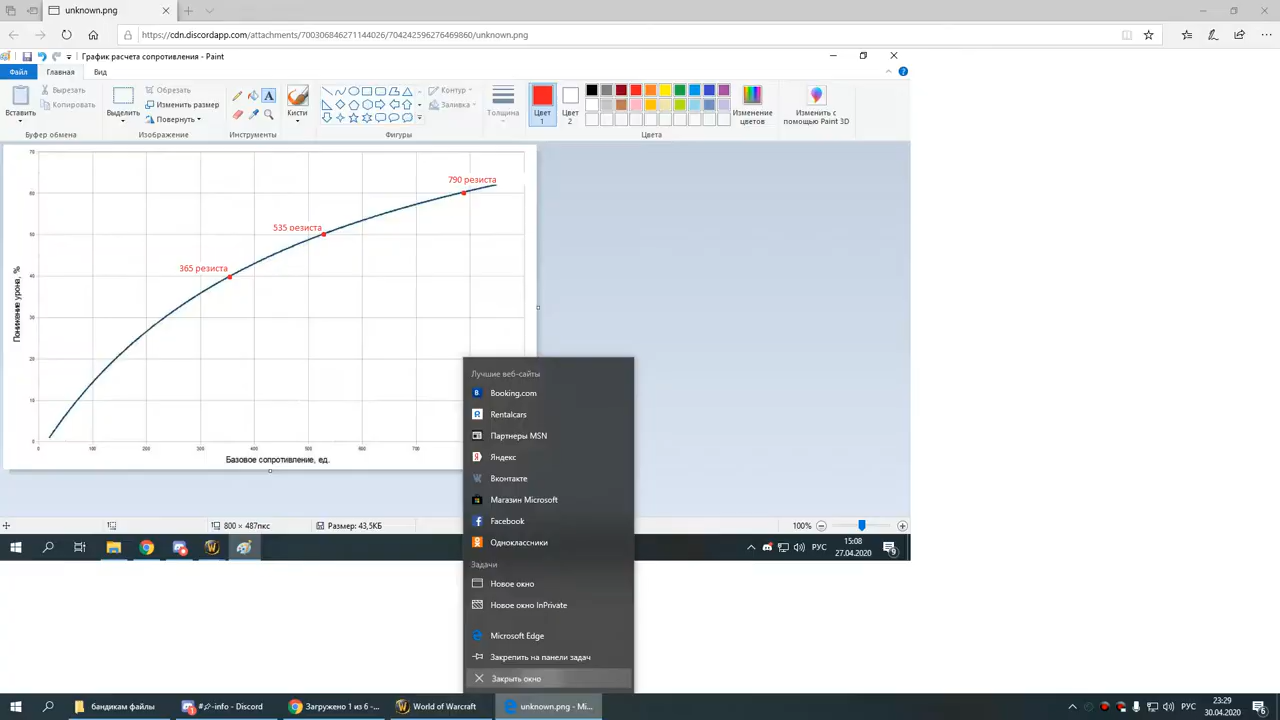 unknown.png
https://cdn.discordapp.com/attachments/700306846271144026/704242596276469860/unknown.png
График расчета сопротивления - Paint
Файл Главная Вид
Вставить
Вырезать
Копировать
Буфер обмена
Выделить
Обрезать
Изменить размер
Повернуть
Изображение
Инструменты
Кисти
Контур
Заливка
Фигуры
Толщина
Цвет 1
Цвет 2
Изменение цветов
Изменить с помощью Paint 3D
Цвета
790 резиста
535 резиста
365 резиста
Понижение урона, %
70
60
50
40
30
20
10
0
0 100 200 300 400 500 600 700
Базовое сопротивление, ед.
800 × 487пкс
Размер: 43,5КБ
100%
РУС
15:08
27.04.2020
9
Лучшие веб-сайты
Booking.com
Rentalcars
Партнеры MSN
Яндекс
Вконтакте
Магазин Microsoft
Facebook
Одноклассники
Задачи
Новое окно
Новое окно InPrivate
Microsoft Edge
Закрепить на панели задач
Закрыть окно
бандикам файлы
-info - Discord
Загружено 1 из 6 -...
World of Warcraft
unknown.png - Mi...
РУС
23:29
30.04.2020